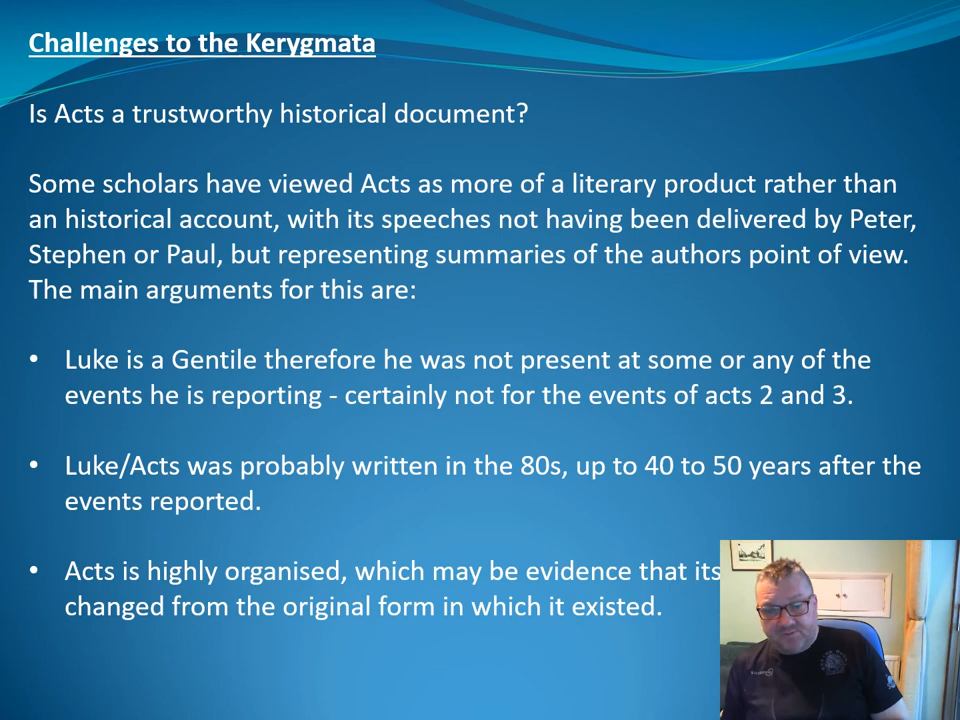 Challenges to the Kerygmata
Is Acts a trustworthy historical document?
Some scholars have viewed Acts as more of a literary product rather than
an historical account, with its speeches not having been delivered by Peter,
Stephen or Paul, but representing summaries of the authors point of view.
The main arguments for this are:
• Luke is a Gentile therefore he was not present at some or any of the
events he is reporting - certainly not for the events of acts 2 and 3.
• Luke/Acts was probably written in the 80s, up to 40 to 50 years after the
events reported.
• Acts is highly organised, which may be evidence that its
changed from the original form in which it existed.